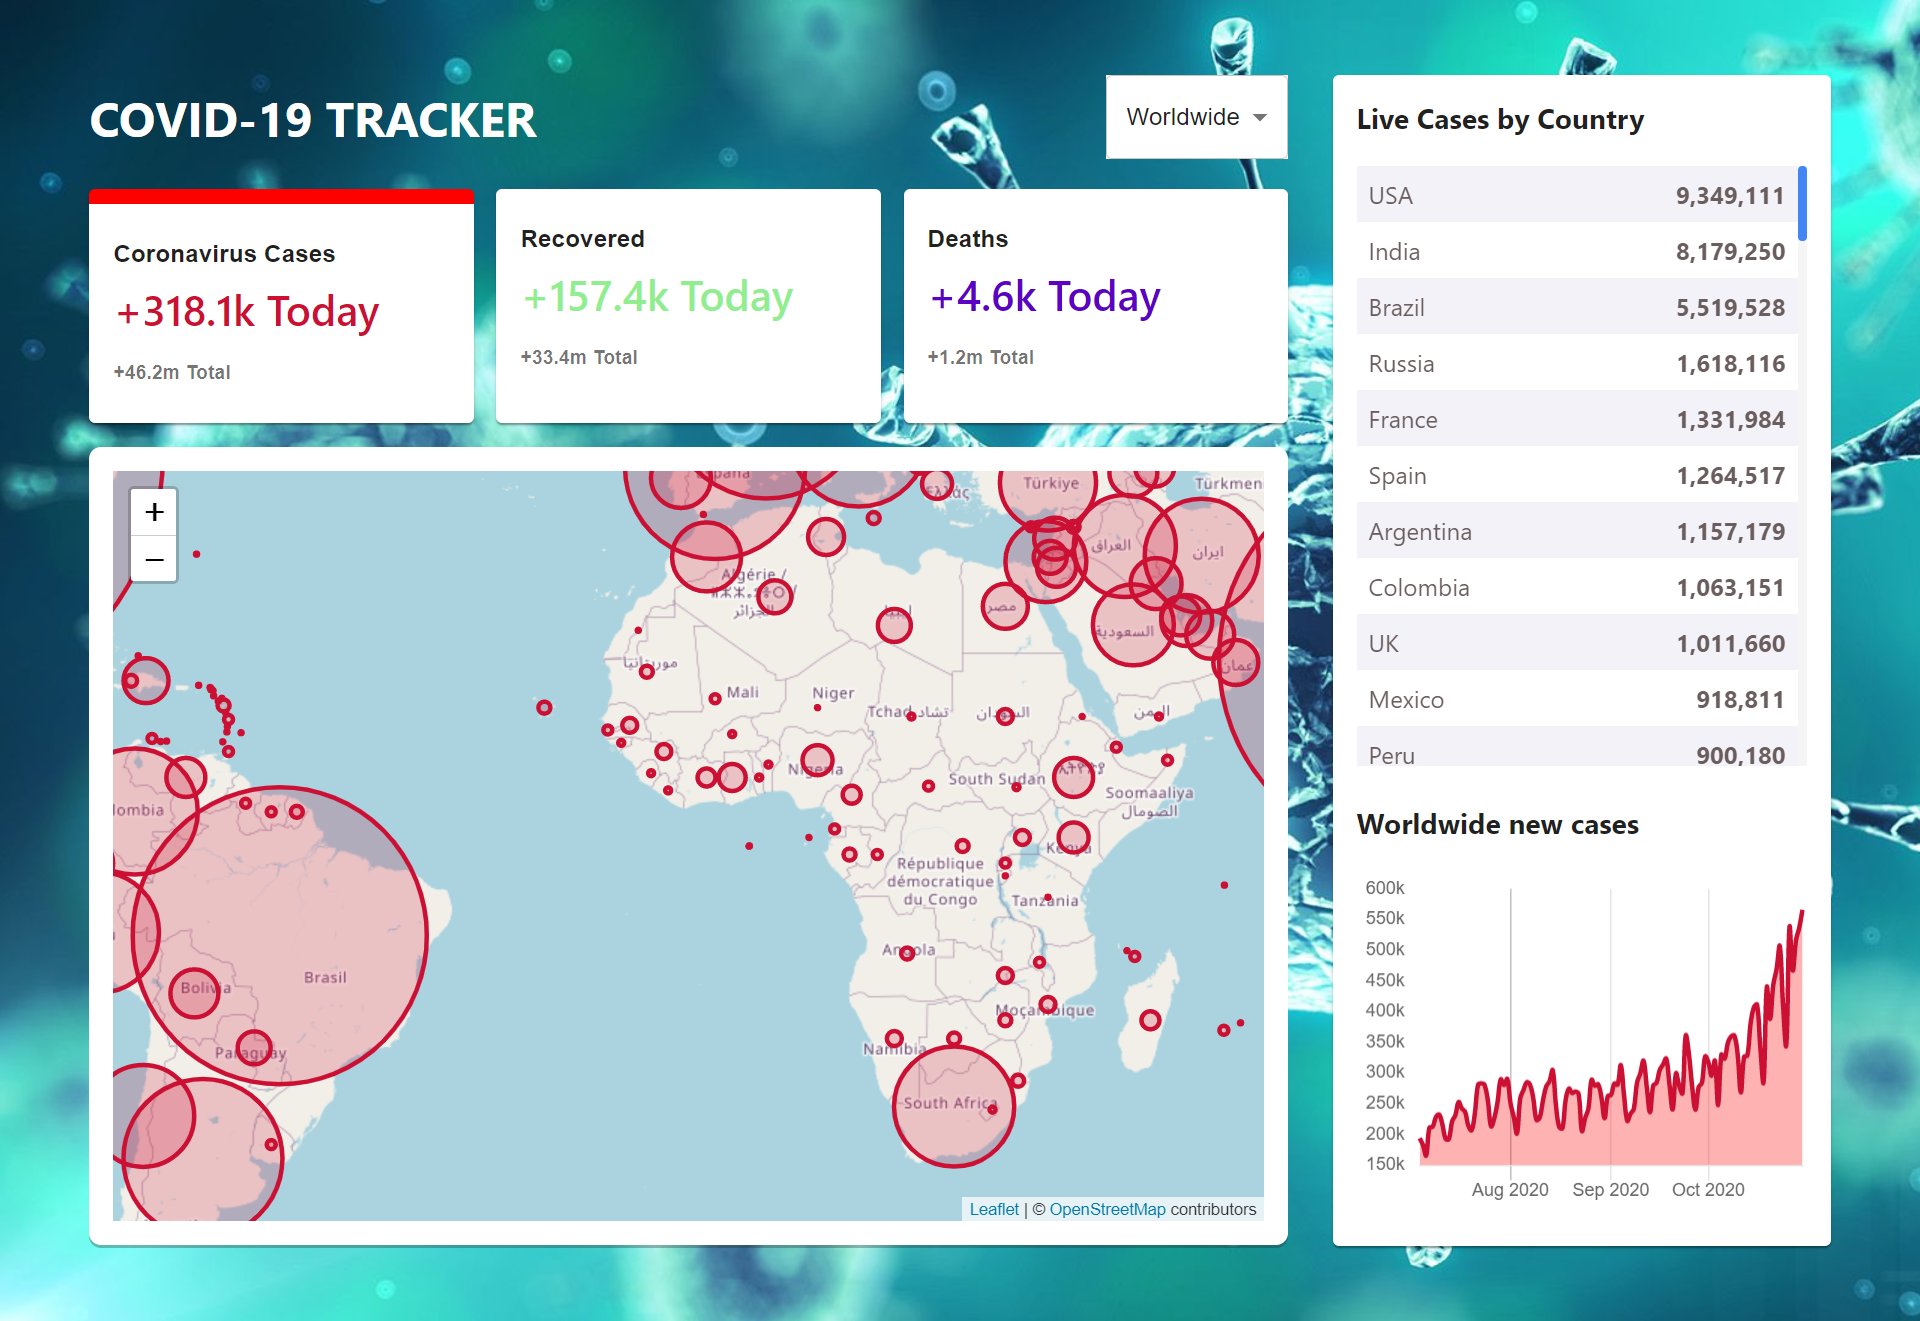 COVID-19 TRACKER
Worldwide
Coronavirus Cases
+318.1k Today
+46.2m Total
Recovered
+157.4k Today
+33.4m Total
Deaths
+4.6k Today
+1.2m Total
+
−
Türkiye
Türkmen
العراق
ايران
Algérie /
الجزائر
مصر
السعودية
عمان
موريتانيا
Mali
Niger
Tchad تشاد
السودان
اليمن
Nigeria
South Sudan
Soomaaliya
الصومال
Kenya
République
démocratique
du Congo
Tanzania
lombia
Angola
Brasil
Bolivia
Moçambique
Paraguay
Namibia
South Africa
Leaflet | © OpenStreetMap contributors
Live Cases by Country
USA 9,349,111
India 8,179,250
Brazil 5,519,528
Russia 1,618,116
France 1,331,984
Spain 1,264,517
Argentina 1,157,179
Colombia 1,063,151
UK 1,011,660
Mexico 918,811
Peru 900,180
Worldwide new cases
600k
550k
500k
450k
400k
350k
300k
250k
200k
150k
Aug 2020 Sep 2020 Oct 2020